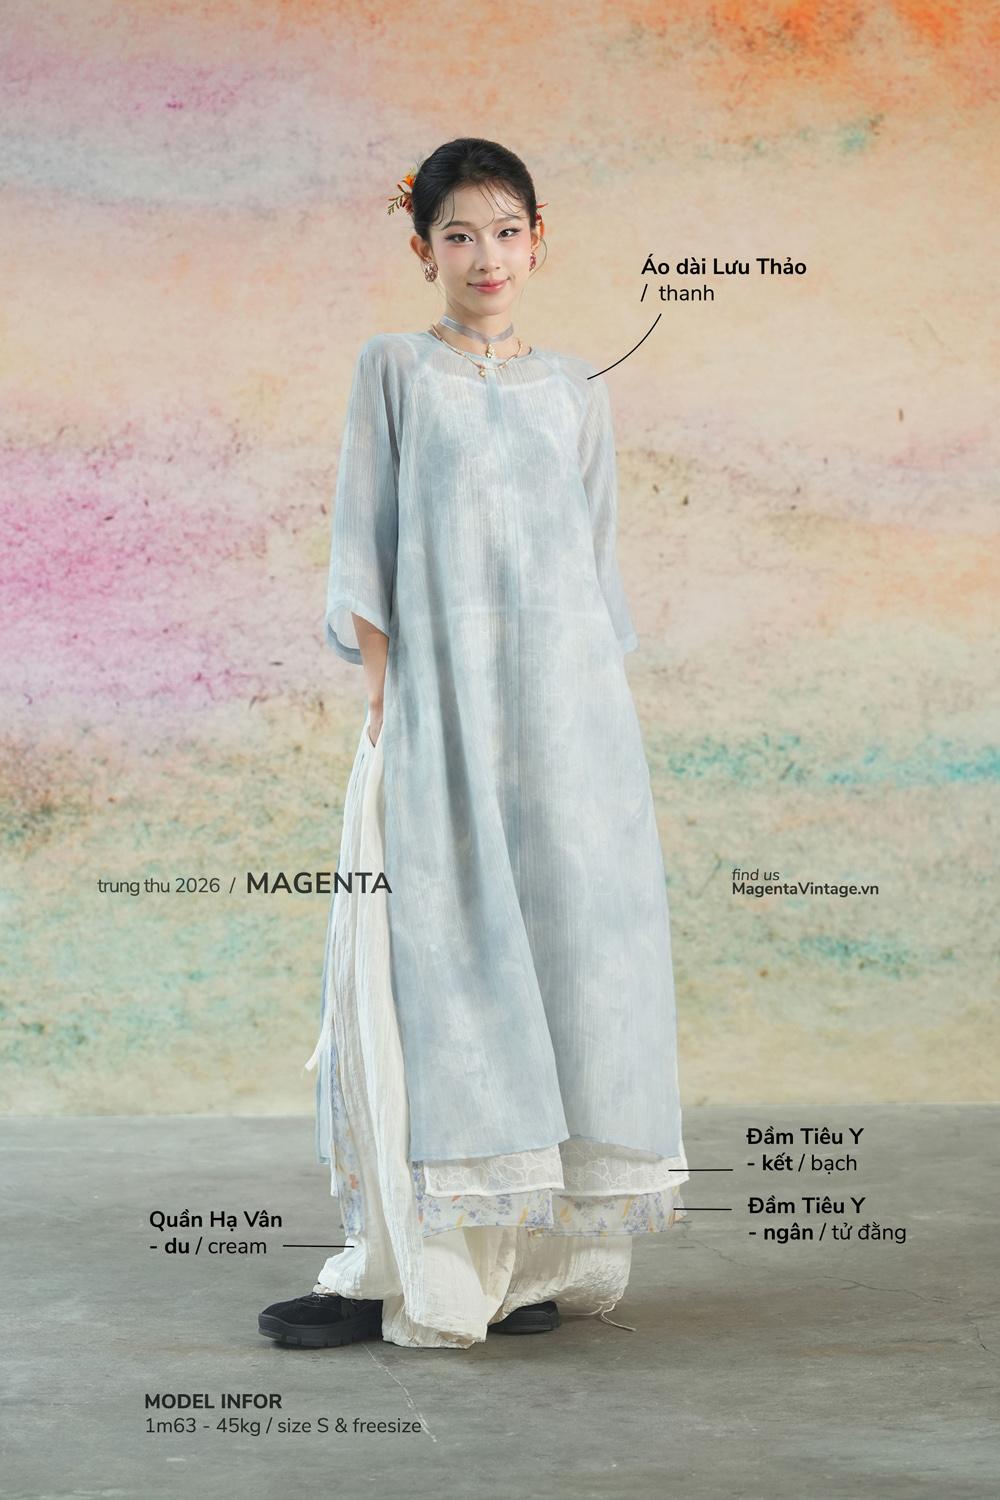 Áo dài Lưu Thảo
/ thanh
trung thu 2026 / MAGENTA
find us
MagentaVintage.vn
Đầm Tiêu Y
- kết / bạch
Đầm Tiêu Y
- ngân / tử đằng
Quần Hạ Vân
- du / cream
MODEL INFOR
1m63 - 45kg / size S & freesize